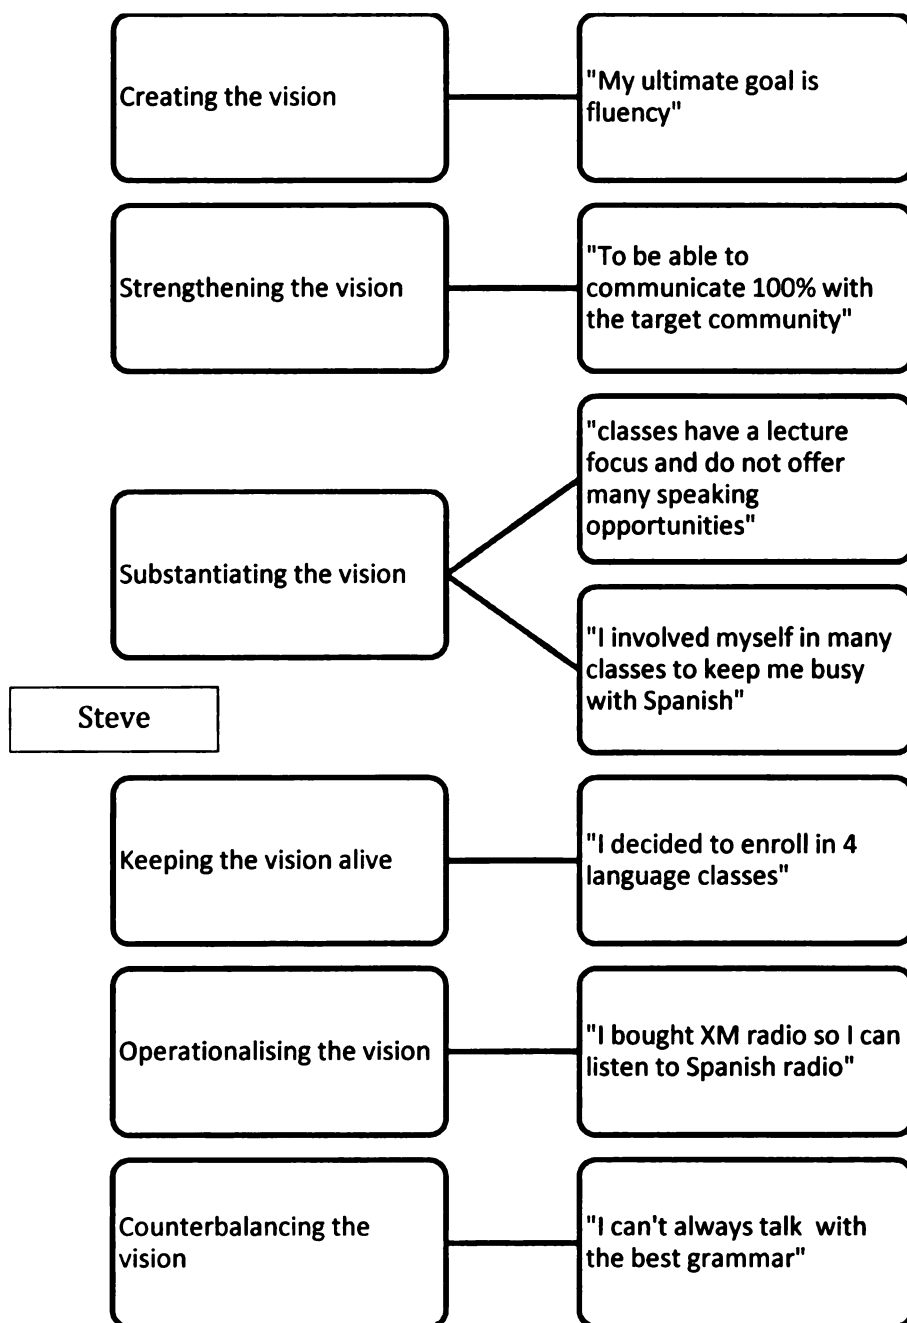 Creating the vision
"My ultimate goal is
fluency"
Strengthening the vision
"To be able to
communicate 100% with
the target community"
Substantiating the vision
"classes have a lecture
focus and do not offer
many speaking
opportunities"
"I involved myself in many
classes to keep me busy
with Spanish"
Steve
Keeping the vision alive
"I decided to enroll in 4
language classes"
Operationalising the vision
"I bought XM radio so I can
listen to Spanish radio"
Counterbalancing the
vision
"I can't always talk  with
the best grammar"